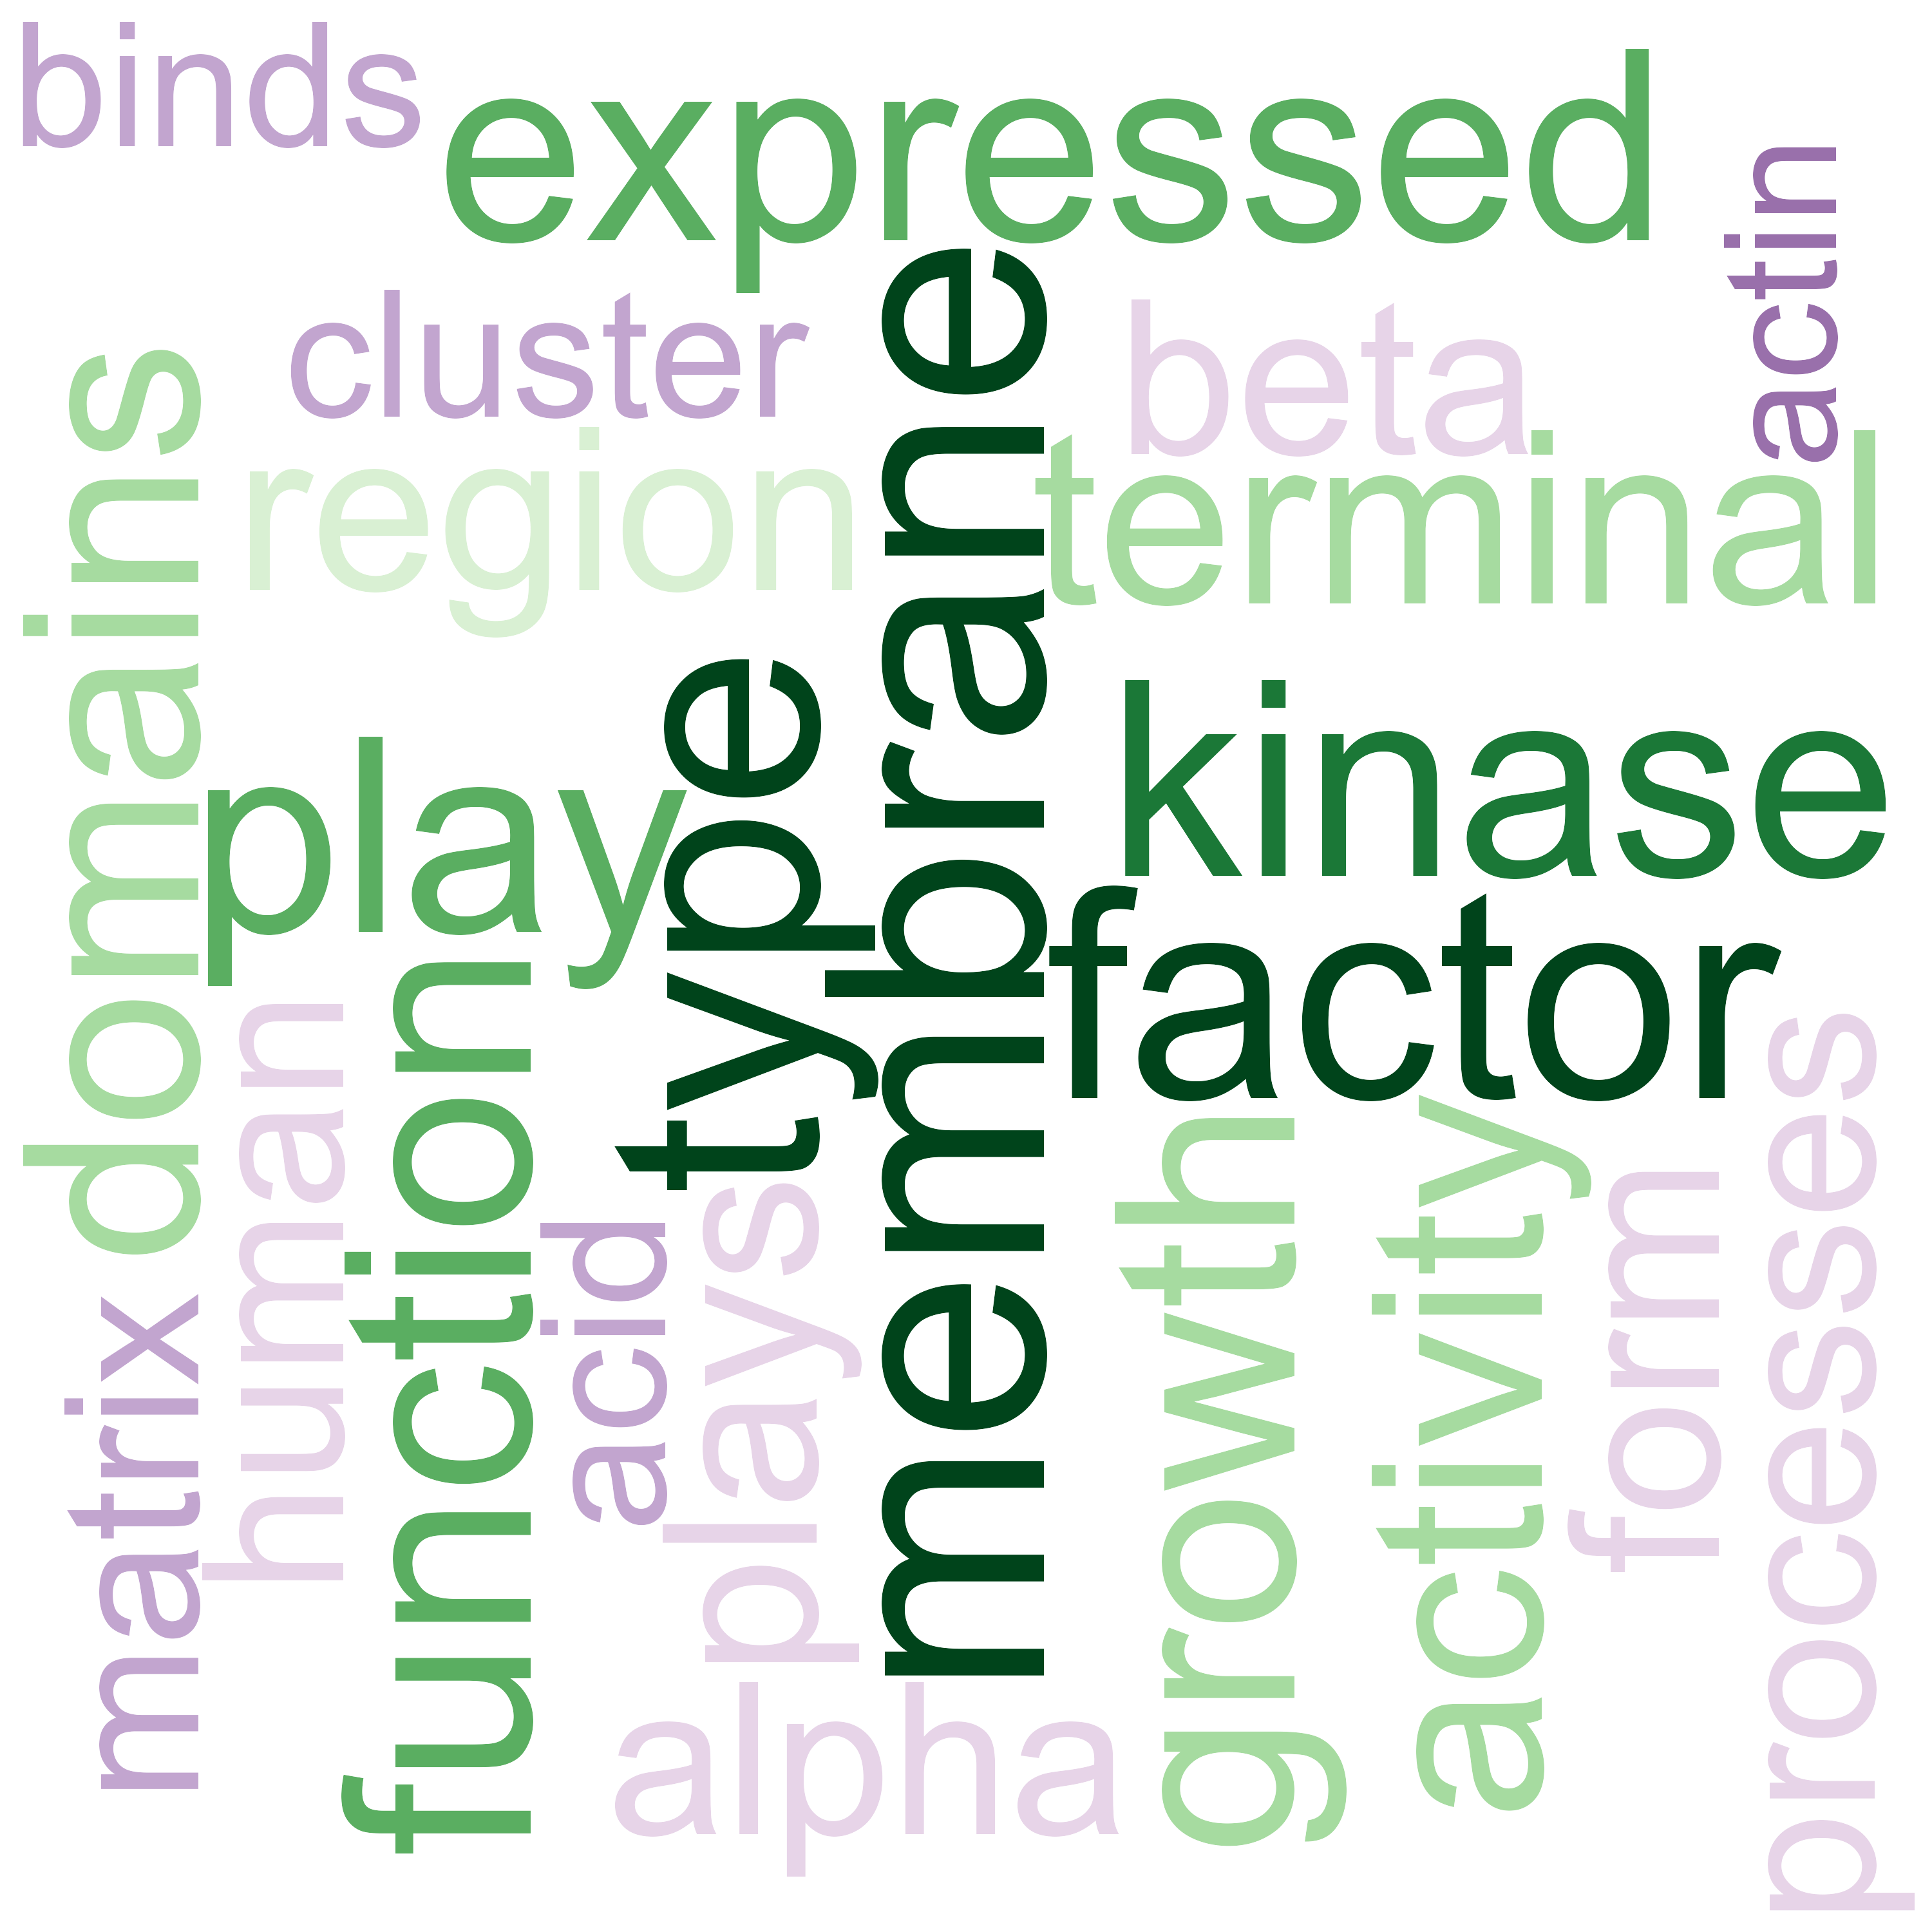 binds
expressed
actin
cluster
beta
domains
region
terminal
membrane
type
play
kinase
factor
human
function
acid
plays
growth
activity
forms
processes
matrix
alpha